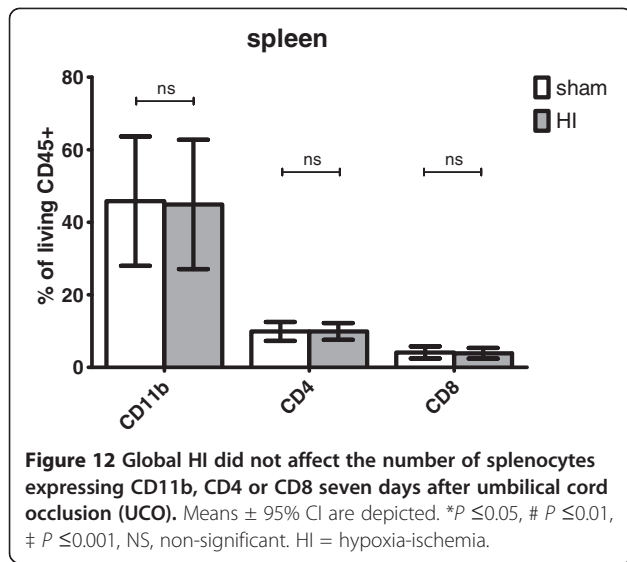 spleen
80
60
40
20
0
% of living CD45+
ns
ns
ns
sham
HI
CD11b
CD4
CD8
Figure 12 Global HI did not affect the number of splenocytes
expressing CD11b, CD4 or CD8 seven days after umbilical cord
occlusion (UCO). Means ± 95% CI are depicted. *P ≤0.05, # P ≤0.01,
‡ P ≤0.001, NS, non-significant. HI = hypoxia-ischemia.